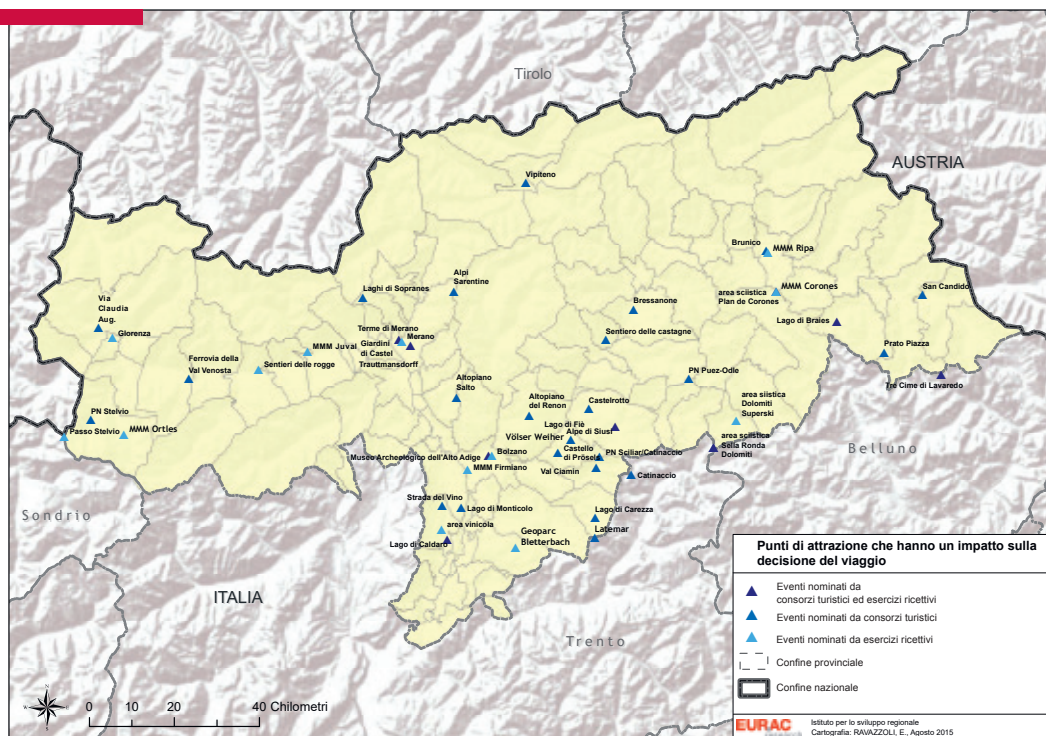 Tirolo
AUSTRIA
Vipiteno
Brunico
MMM Ripa
Alpi
Sarentine
Laghi di Sopranes
area sciistica
Plan de Corones
MMM Corones
San Candido
Via
Claudia
Aug.
Glorenza
Bressanone
Lago di Braies
Terme di Merano
Merano
Giardini
di Castel
Trauttmansdorff
Sentiero delle castagne
MMM Juval
Prato Piazza
Ferrovia della
Val Venosta
Sentieri delle rogge
PN Puez-Odle
Tre Cime di Lavaredo
Altopiano
Salto
Altopiano
del Renon
Castelrotto
area siistica
Dolomiti
Superski
PN Stelvio
Passo Stelvio
MMM Ortles
Lago di Fiè
Alpe di Siusi
Völser Weiher
area sciistica
Sella Ronda
Dolomiti
Belluno
Museo Archeologico dell'Alto Adige
Bolzano
Castello
di Prösels
PN Sciliar/Catinaccio
MMM Firmiano
Val Ciamin
Catinaccio
Strada del Vino
Lago di Monticolo
Lago di Carezza
Sondrio
area vinicola
Lago di Caldaro
Geoparc
Bletterbach
Latemar
ITALIA
Trento
Punti di attrazione che hanno un impatto sulla
decisione del viaggio
Eventi nominati da
consorzi turistici ed esercizi ricettivi
Eventi nominati da consorzi turistici
Eventi nominati da esercizi ricettivi
Confine provinciale
Confine nazionale
N
W E
S
0 10 20 40 Chilometri
EURAC
research
Istituto per lo sviluppo regionale
Cartografia: RAVAZZOLI, E., Agosto 2015